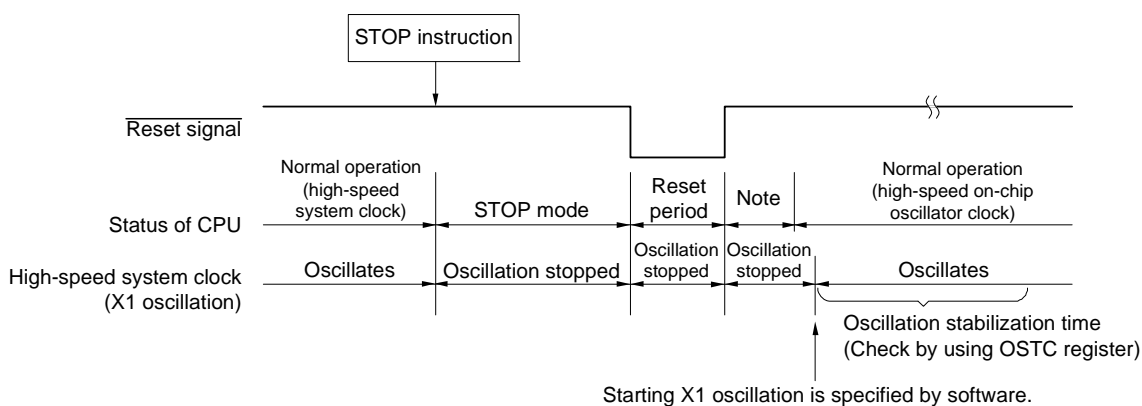 STOP instruction
Reset signal
Normal operation
(high-speed
system clock)
Status of CPU
STOP mode
Reset
period
Note
Normal operation
(high-speed on-chip
oscillator clock)
High-speed system clock
(X1 oscillation)
Oscillates
Oscillation stopped
Oscillation
stopped
Oscillation
stopped
Oscillates
Oscillation stabilization time
(Check by using OSTC register)
Starting X1 oscillation is specified by software.